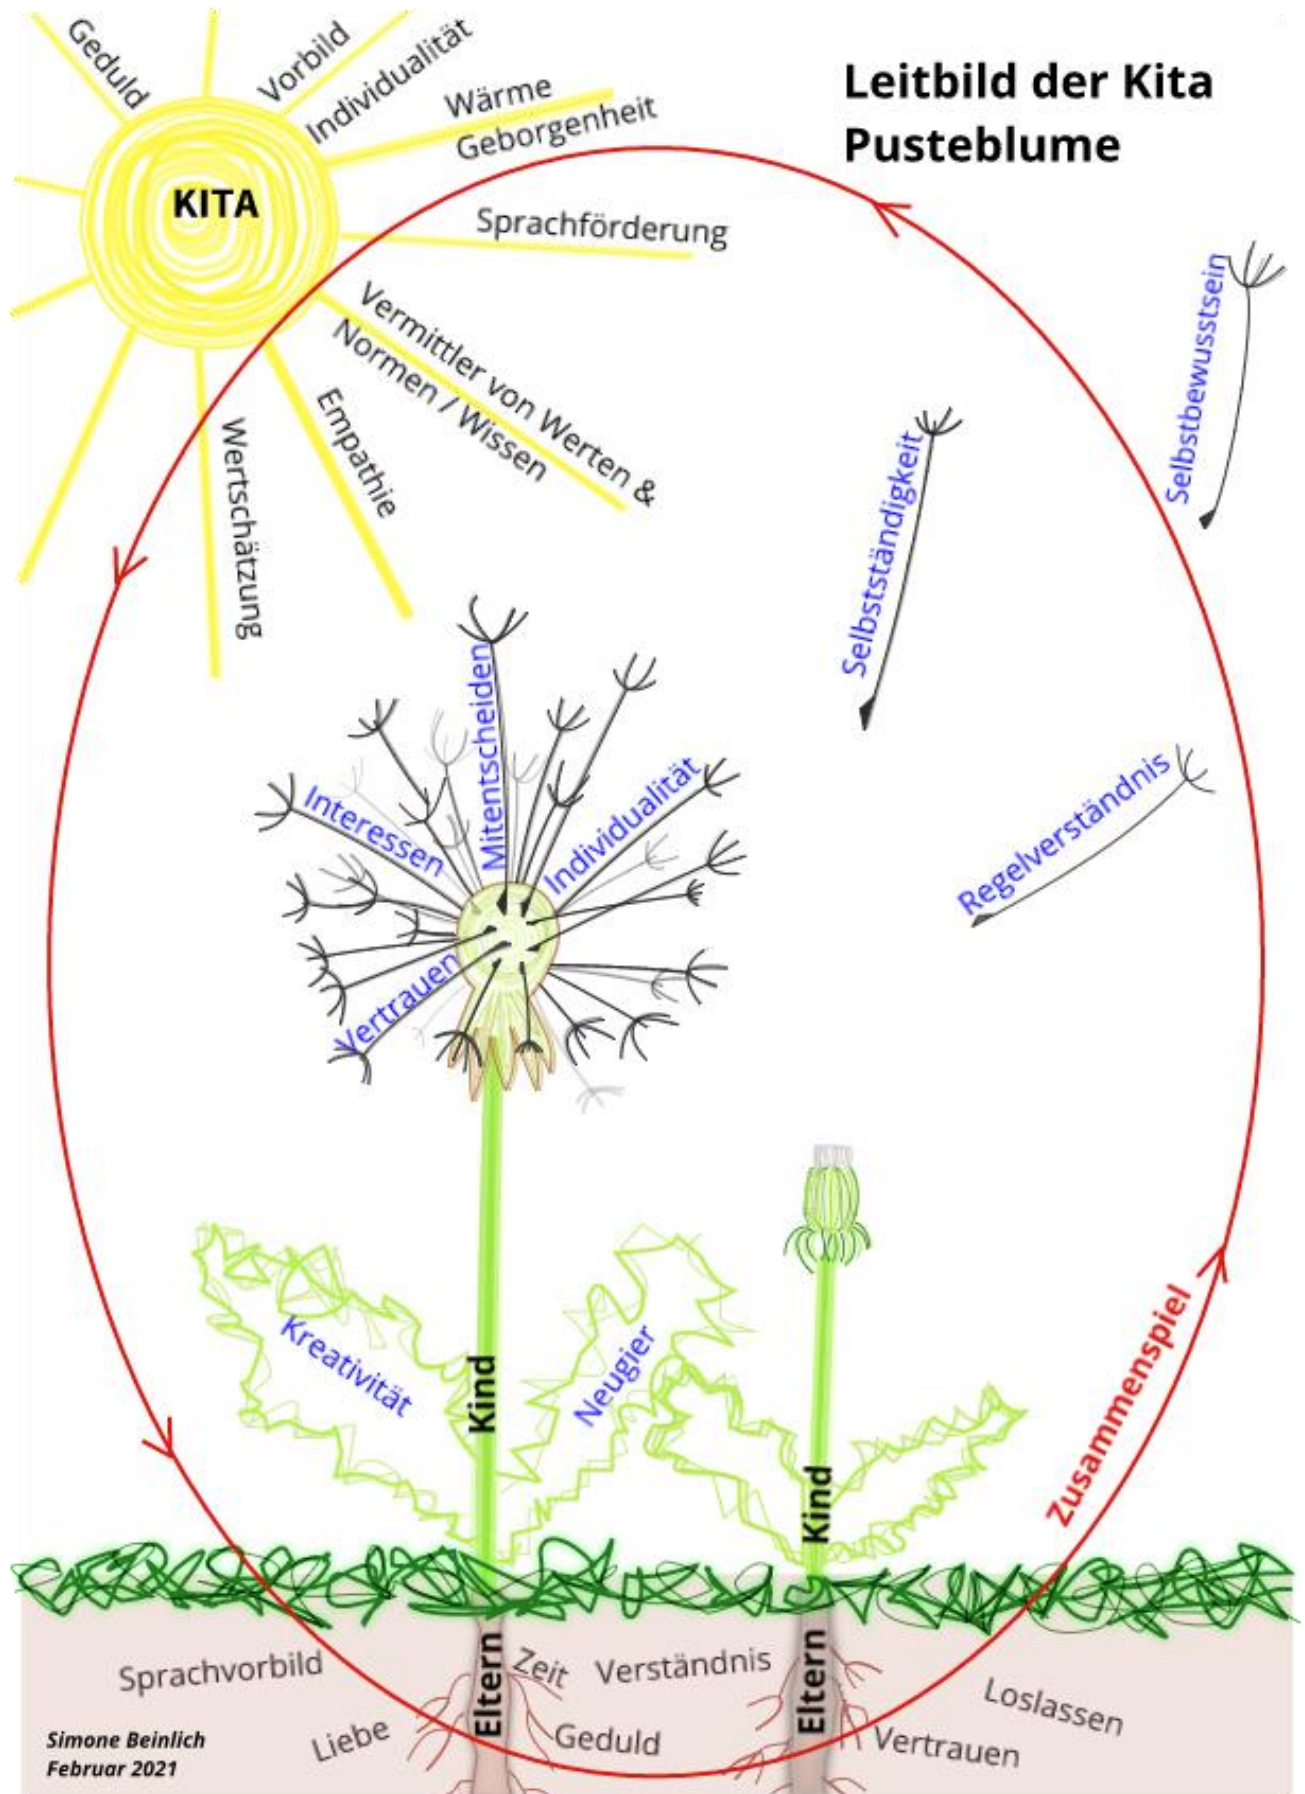 Leitbild der Kita
Pusteblume
Geduld
Vorbild
Individualität
Wärme
Geborgenheit
KITA
Sprachförderung
Vermittler von Werten &
Normen / Wissen
Empathie
Wertschätzung
Selbstbewusstsein
Selbstständigkeit
Regelverständnis
Mitentscheiden
Interessen
Individualität
Vertrauen
Kreativität
Neugier
Kind
Kind
Zusammenspiel
Eltern
Eltern
Sprachvorbild
Zeit
Verständnis
Loslassen
Liebe
Geduld
Vertrauen
Simone Beinlich
Februar 2021